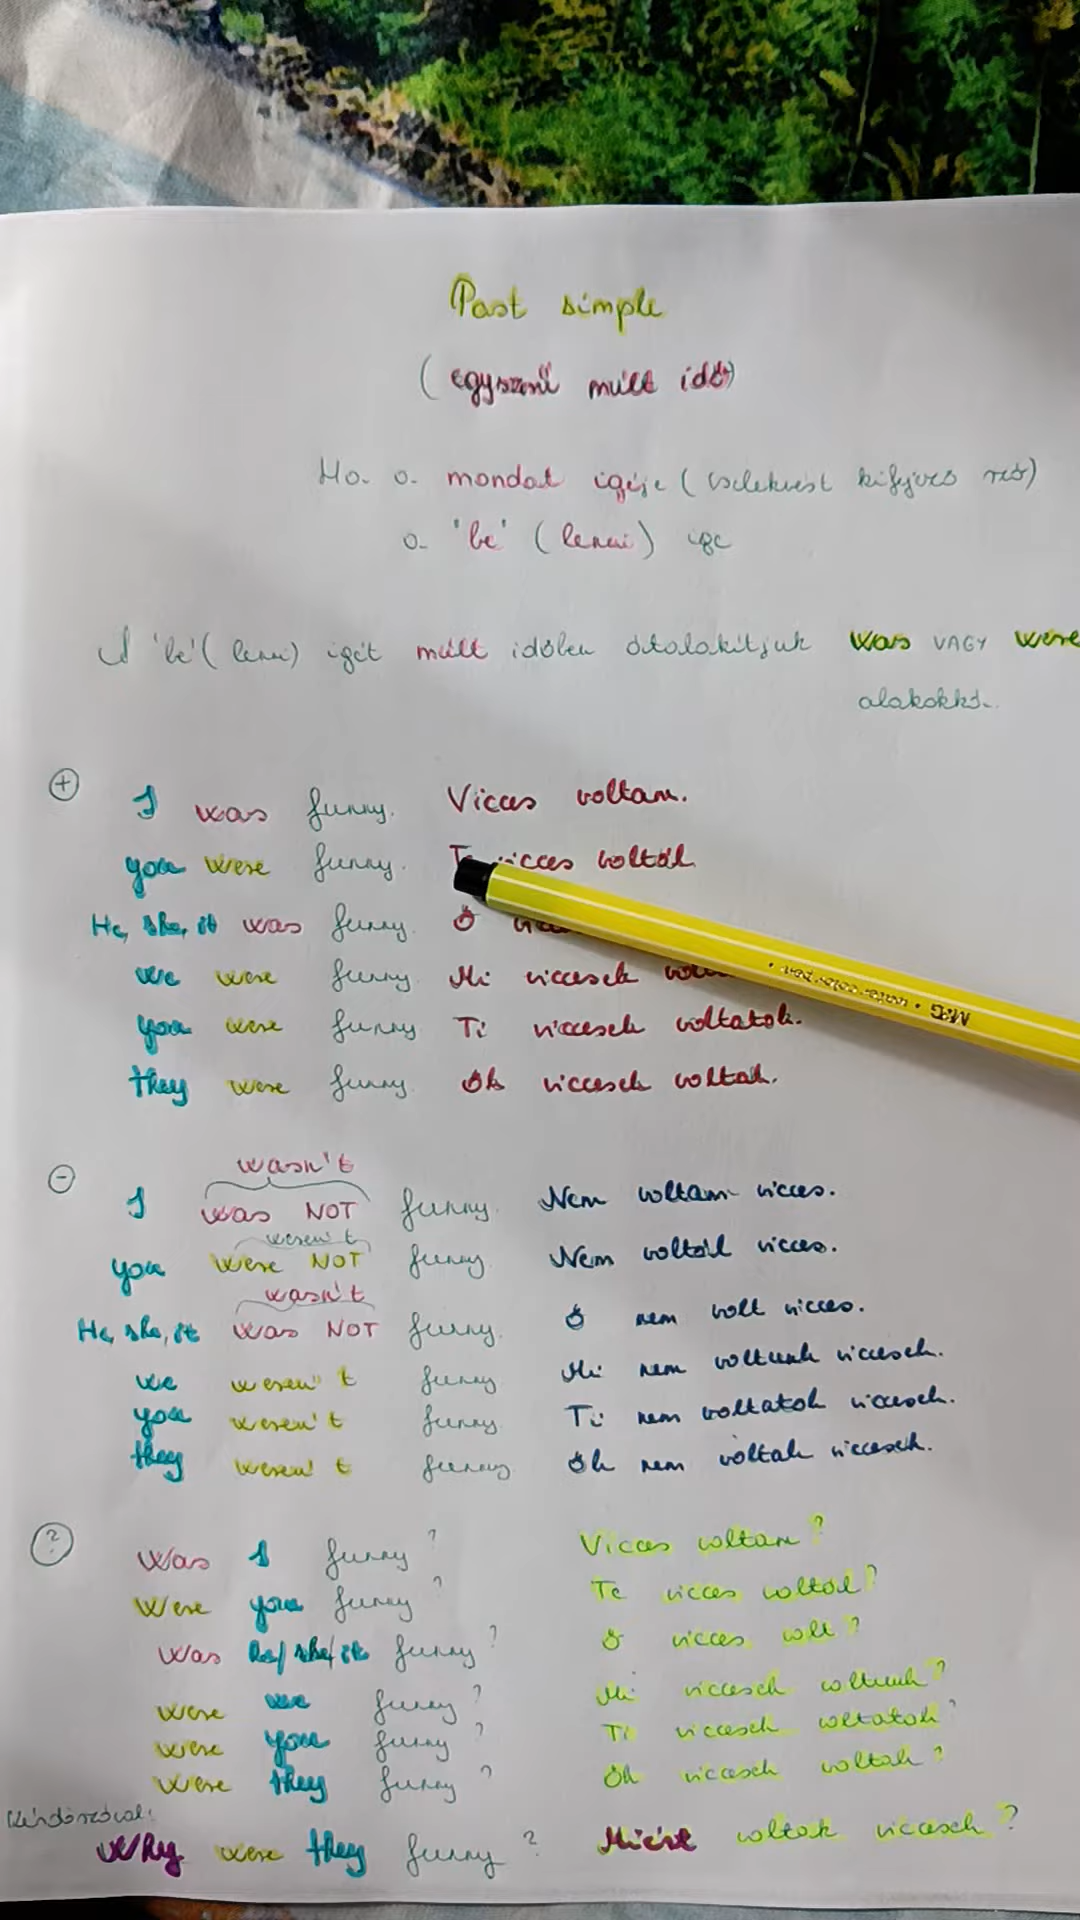 Past simple
(egyszerű múlt idő)
Ha a mondat igéje (cselekvést kifejező szó)
a 'be' (lenni) ige
A 'be' (lenni) igét múlt időben átalakítjuk was VAGY were
alakokká.
+
I was funny. Vicces voltam.
you were funny. Te vicces voltál.
He, she, it was funny. Ő
we were funny. Mi viccesek
you were funny. Ti viccesek voltatok.
they were funny. Ők viccesek voltak.
-
wasn't
I was NOT funny. Nem voltam vicces.
weren't
you were NOT funny. Nem voltál vicces.
wasn't
He, she, it was NOT funny. Ő nem volt vicces.
we weren't funny Mi nem voltunk viccesek.
you weren't funny Ti nem voltatok viccesek.
they weren't funny Ők nem voltak viccesek.
?
Was I funny? Vicces voltam?
Were you funny? Te vicces voltál?
Was he/she/it funny? Ő vicces volt?
were we funny? Mi viccesek voltunk?
were you funny? Ti viccesek voltatok?
were they funny? Ők viccesek voltak?
Kérdőszóval:
Why were they funny? Miért voltak viccesek?